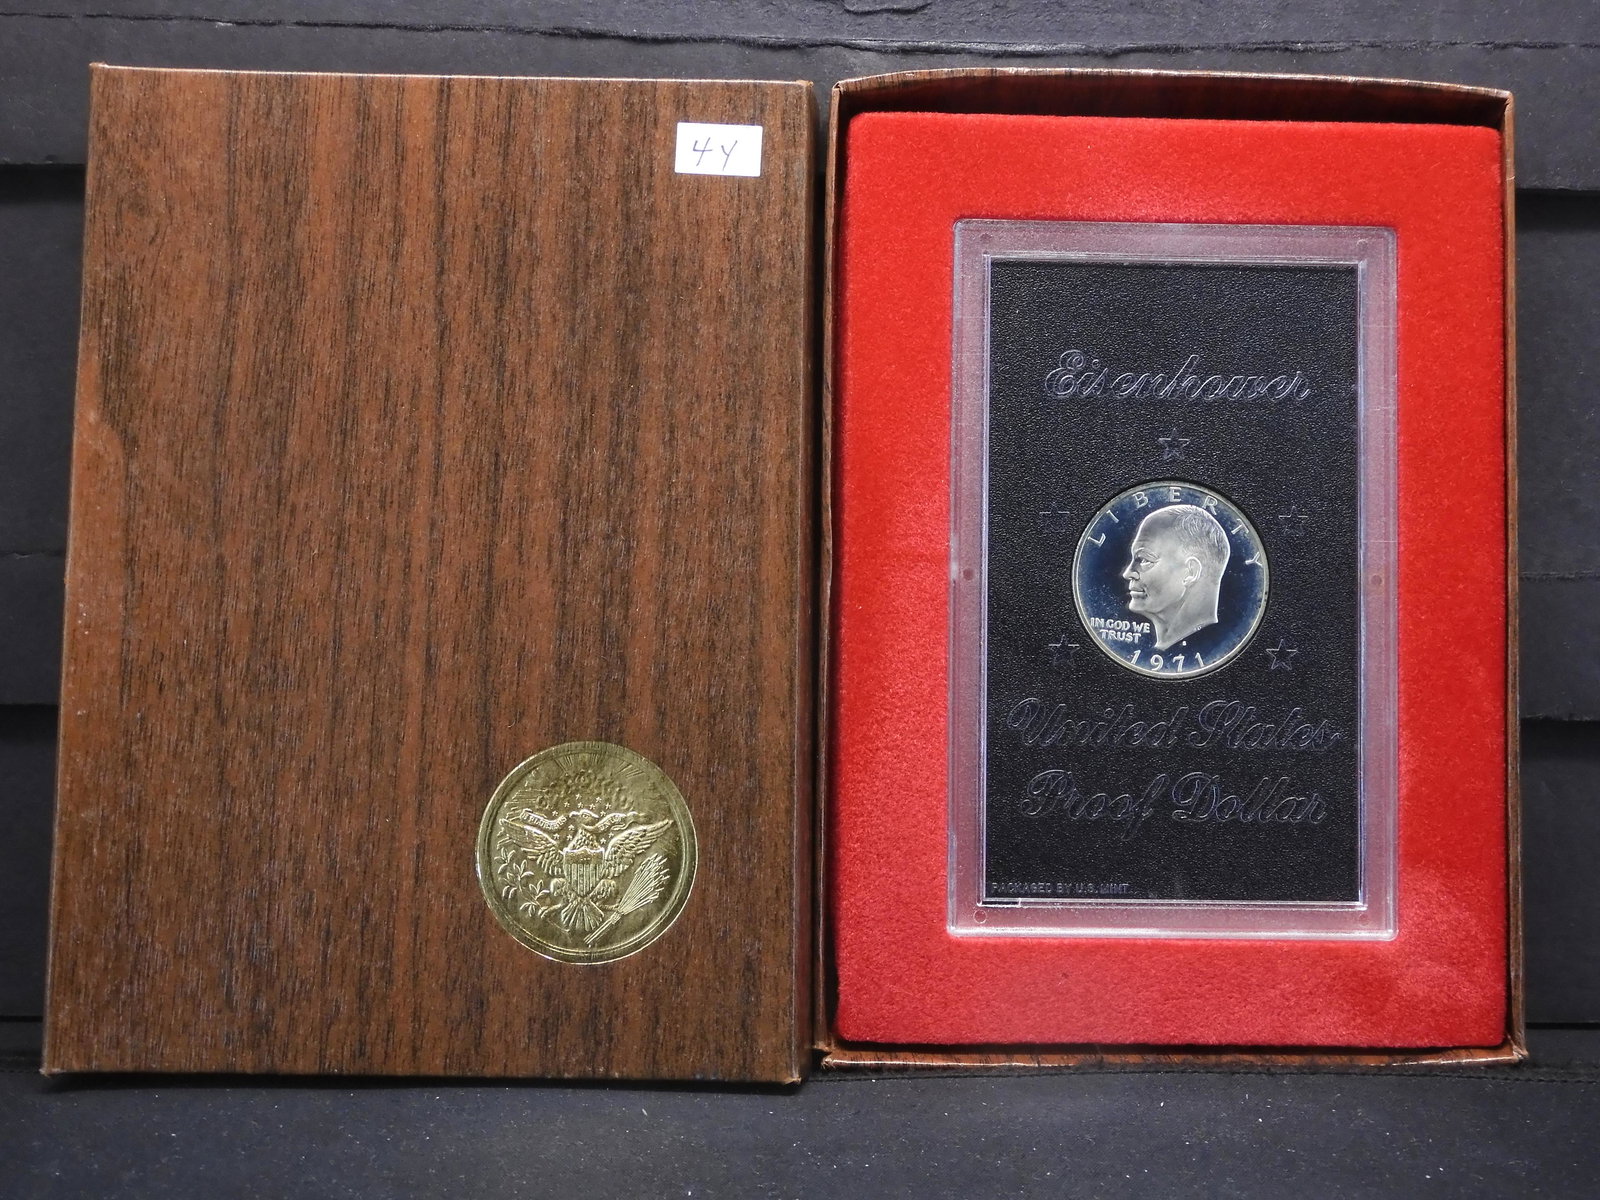 4Y
Eisenhower
LIBERTY
IN GOD WE
TRUST
S
1971
United States
Proof Dollar
PACKAGED BY U.S. MINT